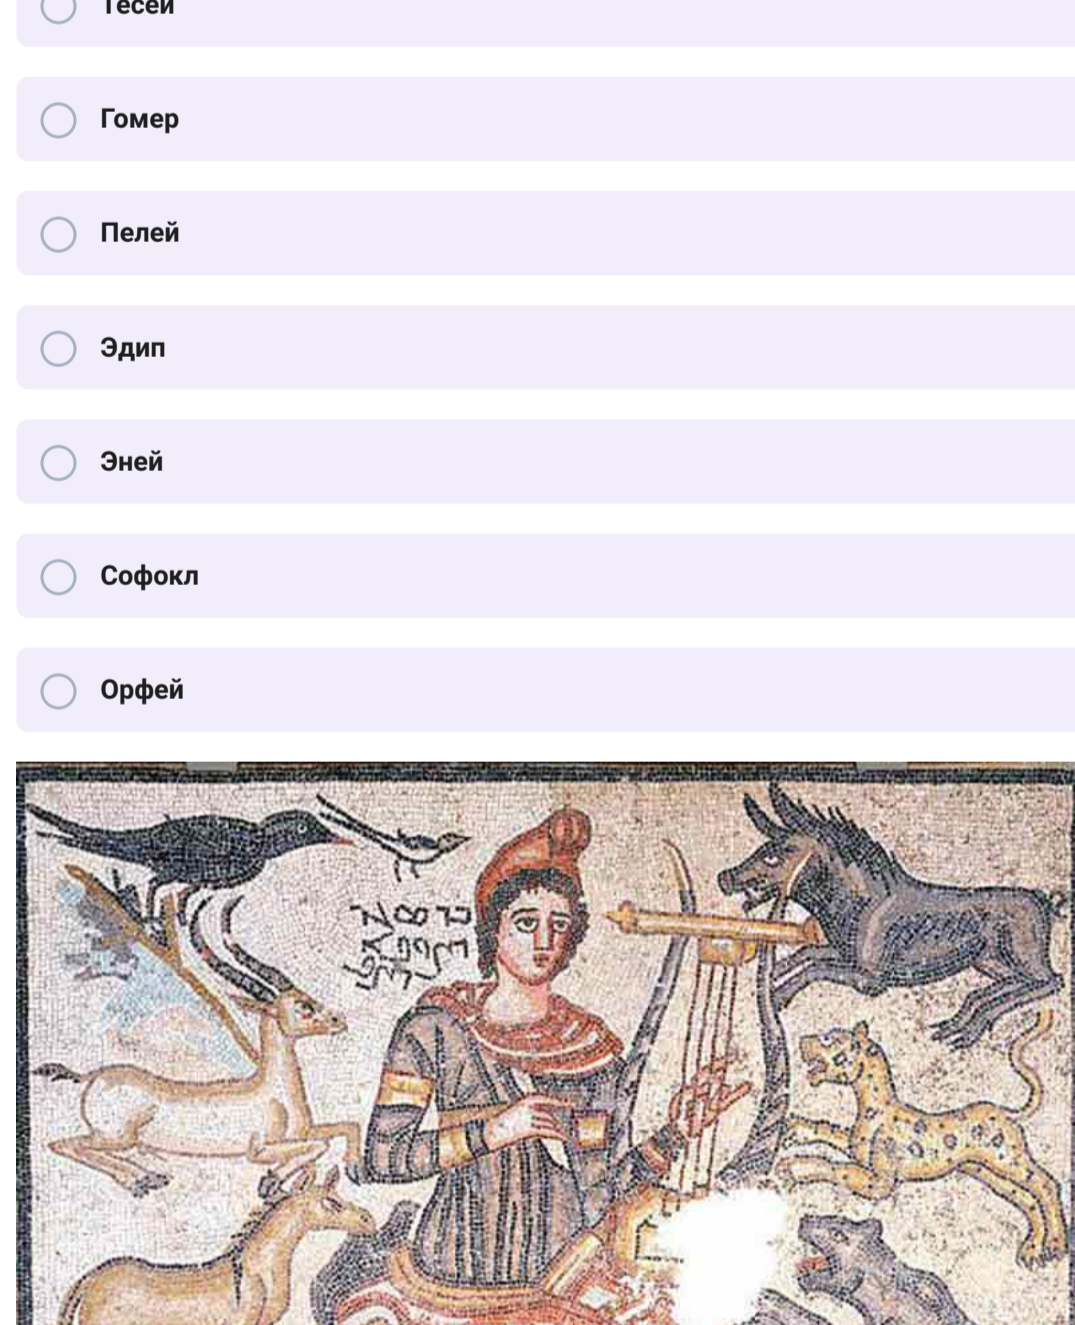 Тесей
Гомер
Пелей
Эдип
Эней
Софокл
Орфей